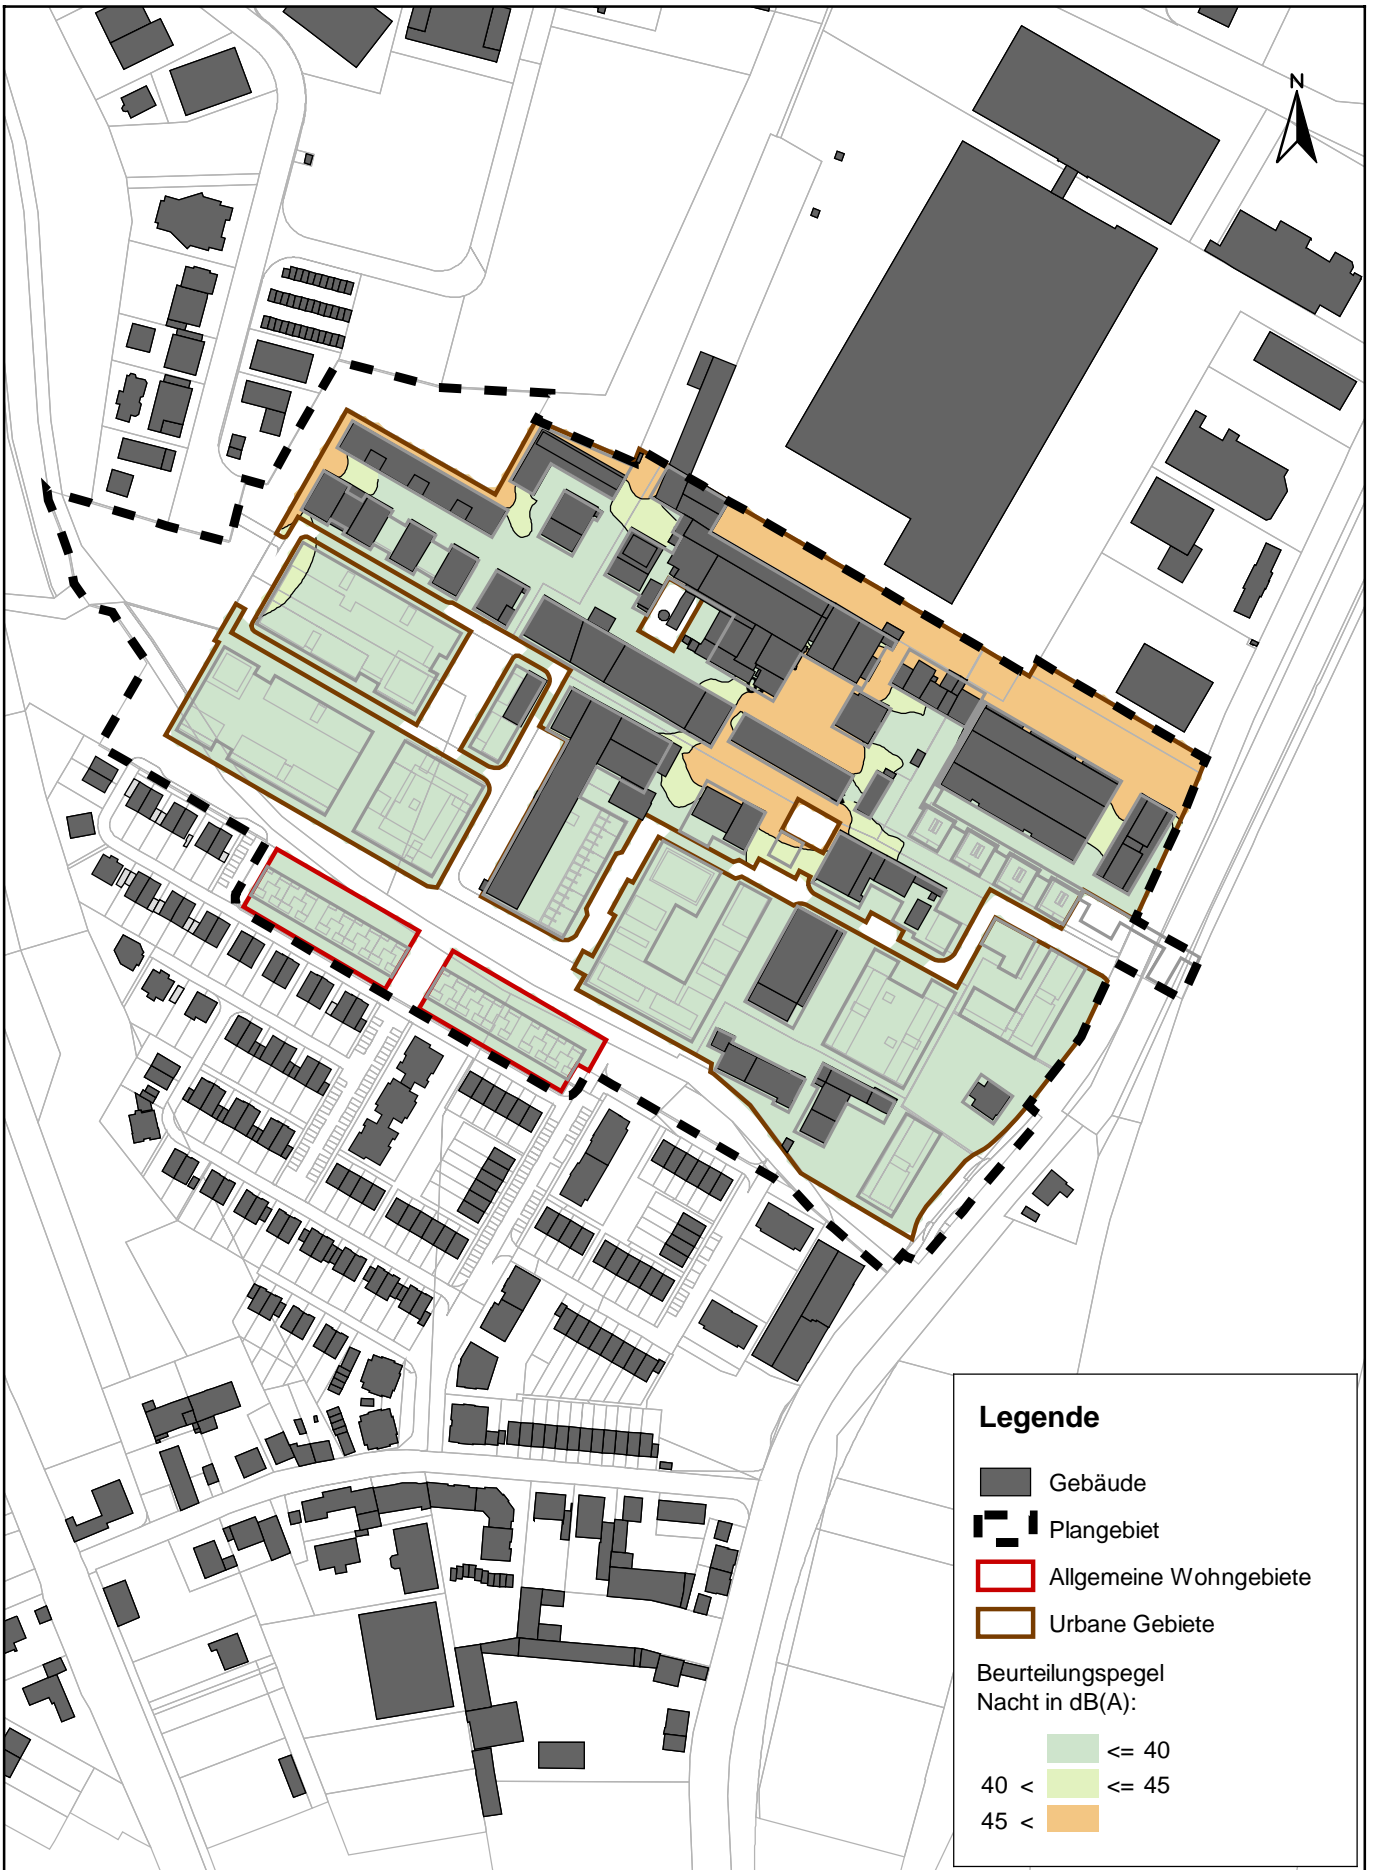 N
Legende
Gebäude
Plangebiet
Allgemeine Wohngebiete
Urbane Gebiete
Beurteilungspegel
Nacht in dB(A):
<= 40
40 < <= 45
45 <